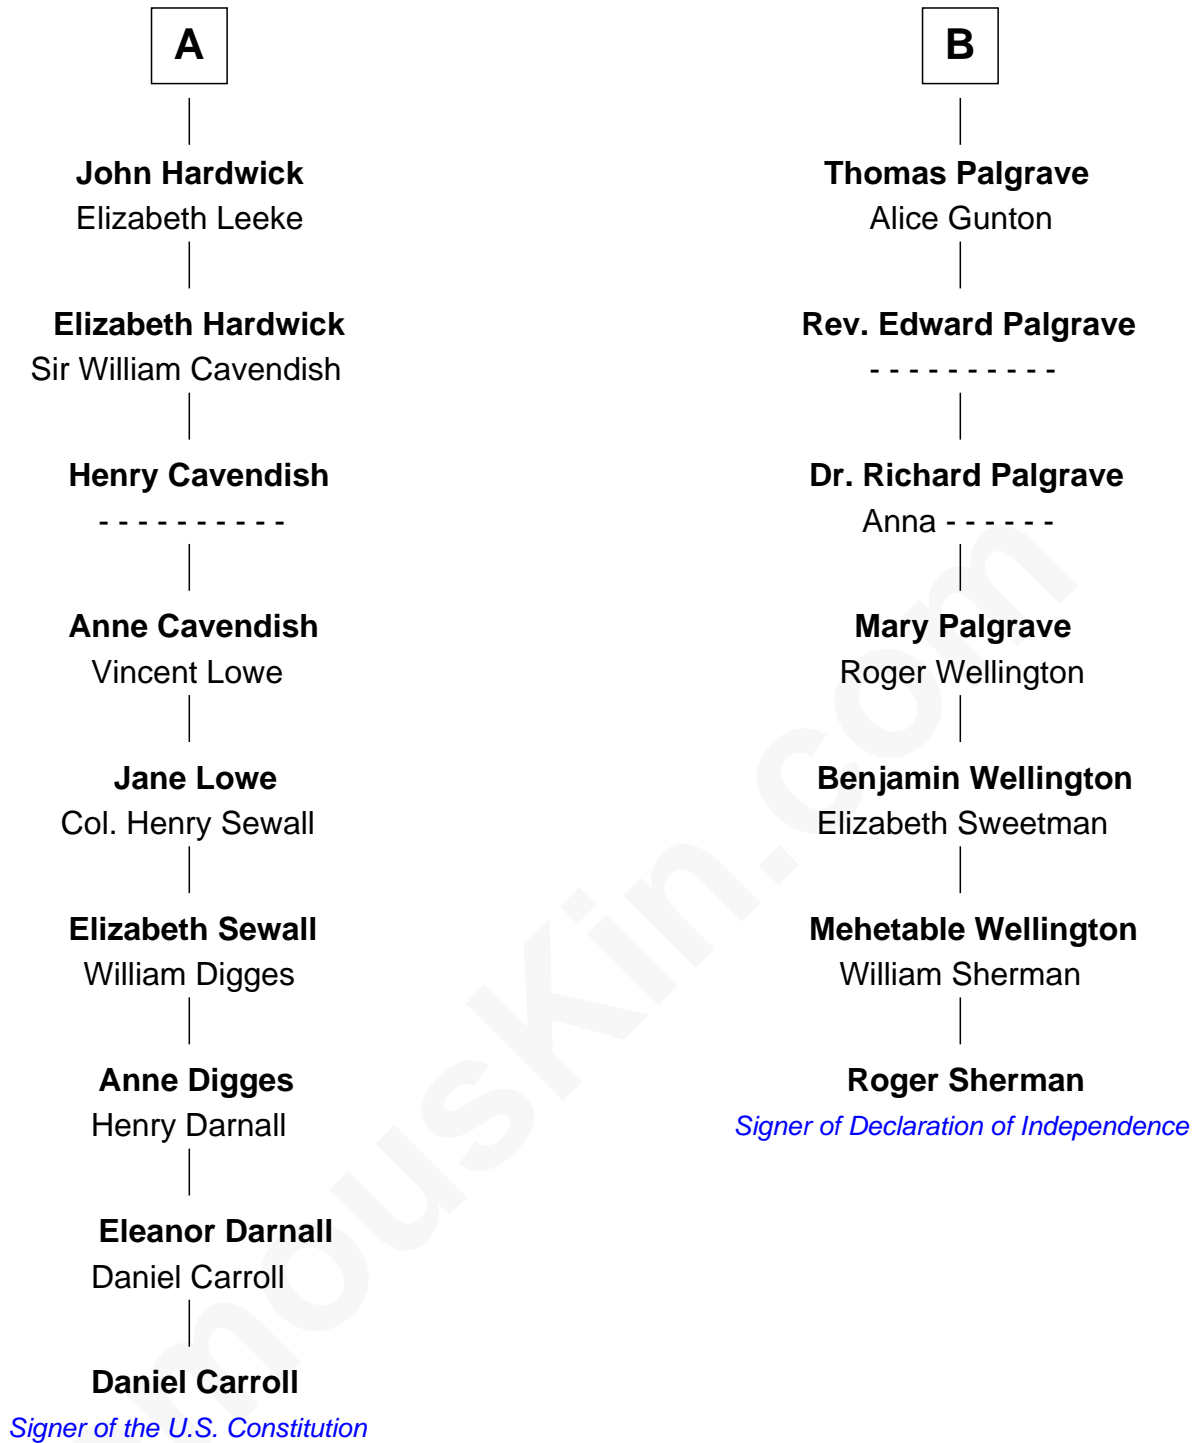 A
John Hardwick
Elizabeth Leeke
Elizabeth Hardwick
Sir William Cavendish
Henry Cavendish
- - - - - - - - - -
Anne Cavendish
Vincent Lowe
Jane Lowe
Col. Henry Sewall
Elizabeth Sewall
William Digges
Anne Digges
Henry Darnall
Eleanor Darnall
Daniel Carroll
Daniel Carroll
Signer of the U.S. Constitution
B
Thomas Palgrave
Alice Gunton
Rev. Edward Palgrave
- - - - - - - - - -
Dr. Richard Palgrave
Anna - - - - - -
Mary Palgrave
Roger Wellington
Benjamin Wellington
Elizabeth Sweetman
Mehetable Wellington
William Sherman
Roger Sherman
Signer of Declaration of Independence
mousKin.com